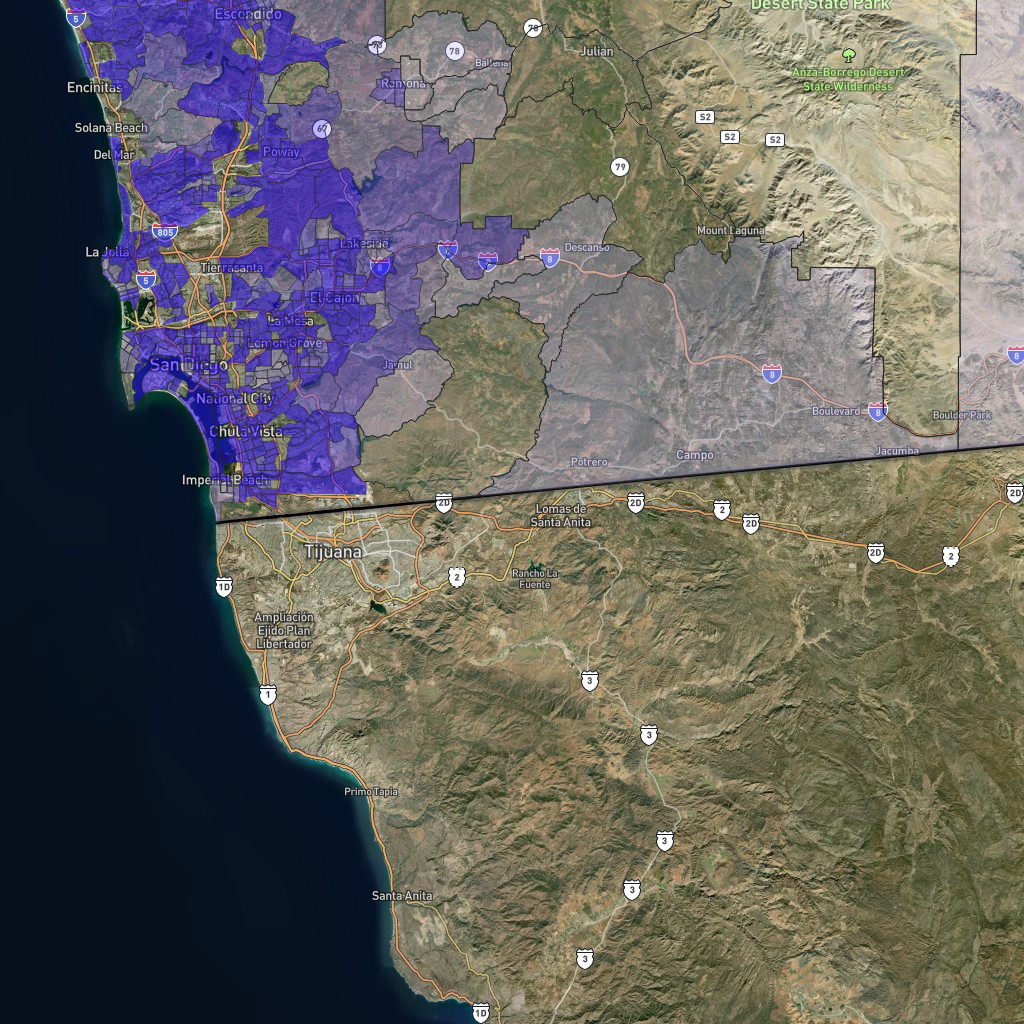 Escondido
Desert State Park
5
78
78
78
Julian
Ballena
Encinitas
Ramona
Anza-Borrego Desert
State Wilderness
Solana Beach
67
S2
S2
S2
Del Mar
Poway
79
805
Mount Laguna
La Jolla
Lakeside
8
Descanso
8
8
Tierrasanta
5
El Cajon
La Mesa
Lemon Grove
San Diego
Jamul
8
8
National City
Boulevard
8
Boulder Park
Chula Vista
Jacumba
Campo
Potrero
Imperial Beach
2D
2D
2
2D
2D
2D
2
Lomas de
Santa Anita
Tijuana
Rancho La
Fuente
2
1D
Ampliación
Ejido Plan
Libertador
3
1
3
Primo Tapia
3
3
Santa Anita
3
1D